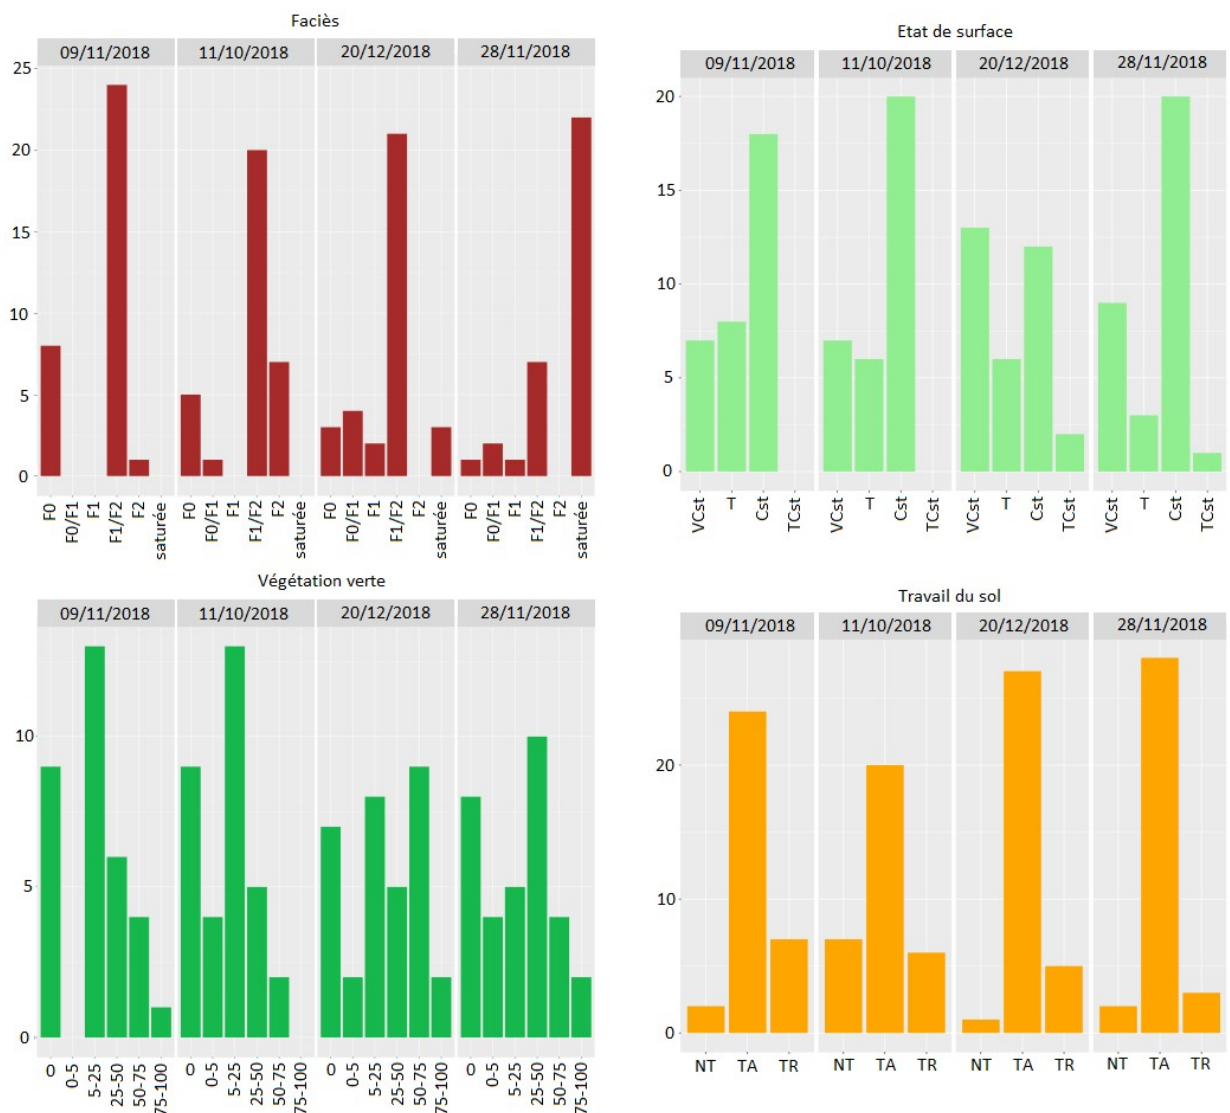 Faciès
09/11/2018 11/10/2018 20/12/2018 28/11/2018
25
20
15
10
5
0
F0 F0/F1 F1 F1/F2 F2 saturée F0 F0/F1 F1 F1/F2 F2 saturée F0 F0/F1 F1 F1/F2 F2 saturée F0 F0/F1 F1 F1/F2 F2 saturée
Etat de surface
09/11/2018 11/10/2018 20/12/2018 28/11/2018
20
15
10
5
0
VCst T Cst TCst VCst T Cst TCst VCst T Cst TCst VCst T Cst TCst
Végétation verte
09/11/2018 11/10/2018 20/12/2018 28/11/2018
10
5
0
0 0-5 5-25 25-50 50-75 75-100 0 0-5 5-25 25-50 50-75 75-100 0 0-5 5-25 25-50 50-75 75-100 0 0-5 5-25 25-50 50-75 75-100
Travail du sol
09/11/2018 11/10/2018 20/12/2018 28/11/2018
20
10
0
NT TA TR NT TA TR NT TA TR NT TA TR